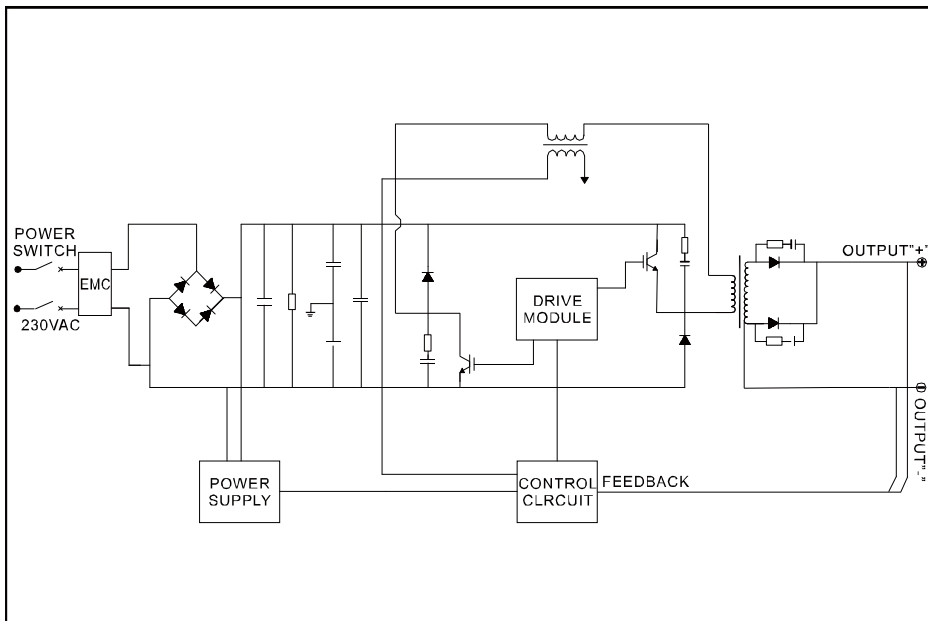 POWER
SWITCH
EMC
230VAC
DRIVE
MODULE
OUTPUT"+"
OUTPUT"-"
POWER
SUPPLY
CONTROL
CLRCUIT
FEEDBACK